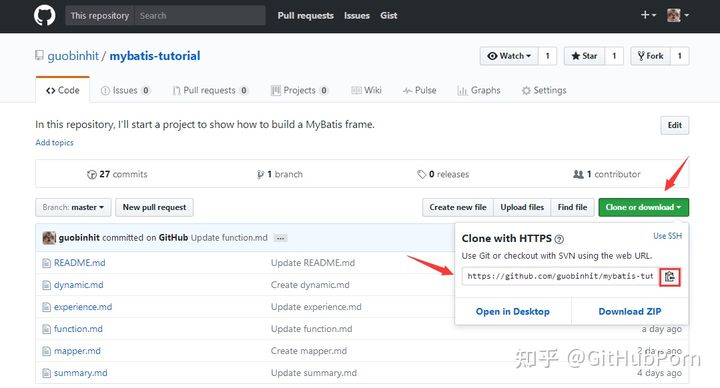 This repository Search Pull requests Issues Gist
guobinhit / mybatis-tutorial Watch 1 Star 1 Fork 1
Code Issues 0 Pull requests 0 Projects 0 Wiki Pulse Graphs Settings
In this repository, I'll start a project to show how to build a MyBatis frame. Edit
Add topics
27 commits 1 branch 0 releases 1 contributor
Branch: master New pull request Create new file Upload files Find file Clone or download
guobinhit committed on GitHub Update function.md ...
README.md Update README.md
dynamic.md Create dynamic.md
experience.md Update experience.md
function.md Update function.md a day ago
mapper.md Create mapper.md 2 days ago
summary.md Update summary.md 4 days ago
Clone with HTTPS ? Use SSH
Use Git or checkout with SVN using the web URL.
https://github.com/guobinhit/mybatis-tut
Open in Desktop Download ZIP
知乎 @GitHubPorn